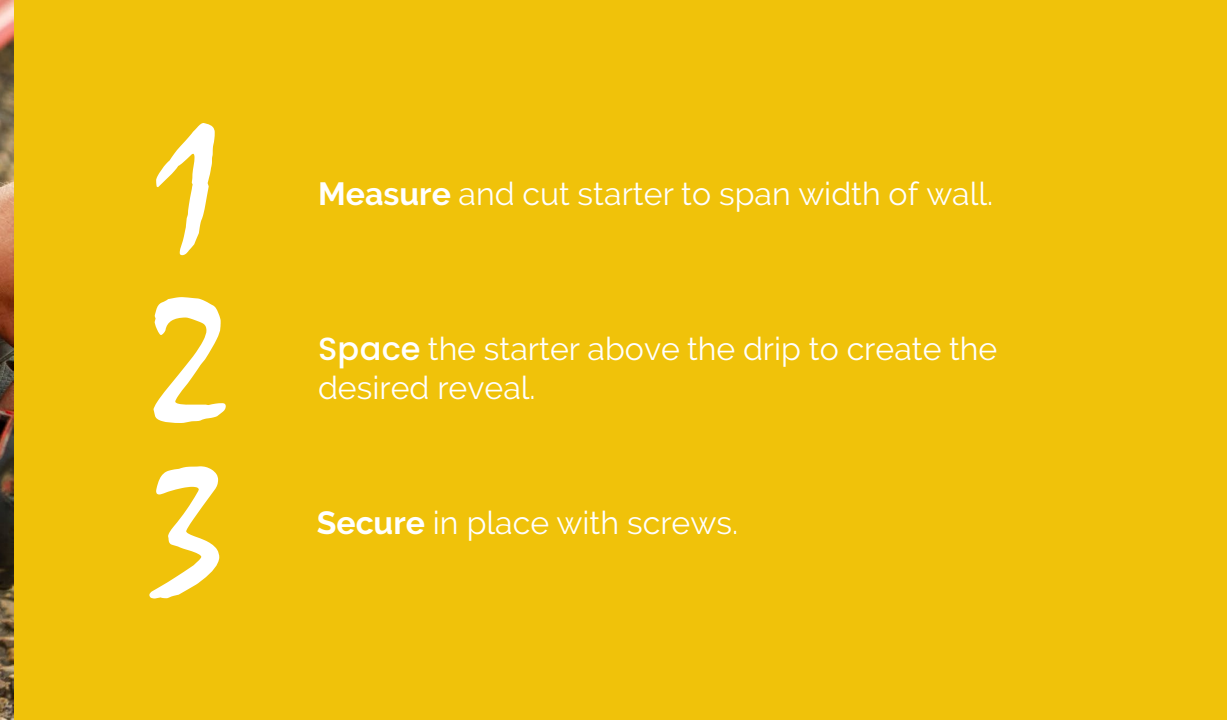 1
Measure and cut starter to span width of wall.
2
Space the starter above the drip to create the
desired reveal.
3
Secure in place with screws.